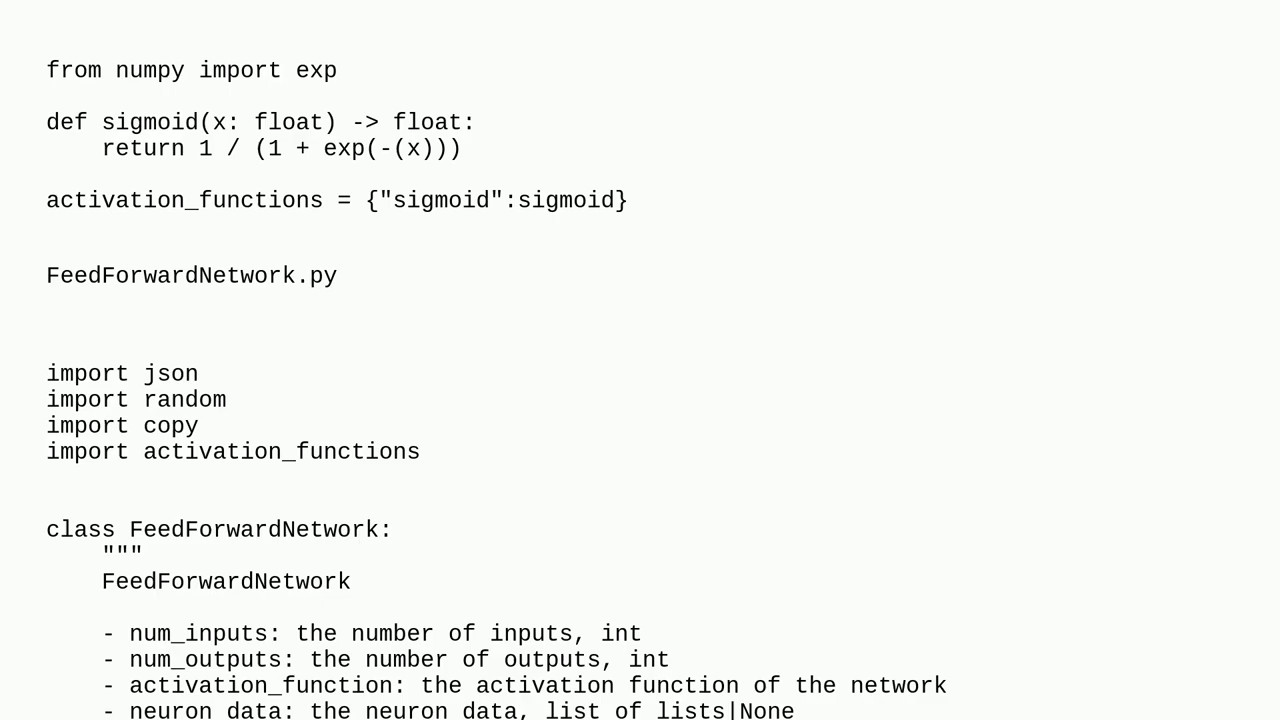 from numpy import exp
def sigmoid(x: float) -> float:
    return 1 / (1 + exp(-(x)))
activation_functions = {"sigmoid":sigmoid}
FeedForwardNetwork.py
import json
import random
import copy
import activation_functions
class FeedForwardNetwork:
    """
    FeedForwardNetwork
    - num_inputs: the number of inputs, int
    - num_outputs: the number of outputs, int
    - activation_function: the activation function of the network
    - neuron_data: the neuron data, list of lists|None